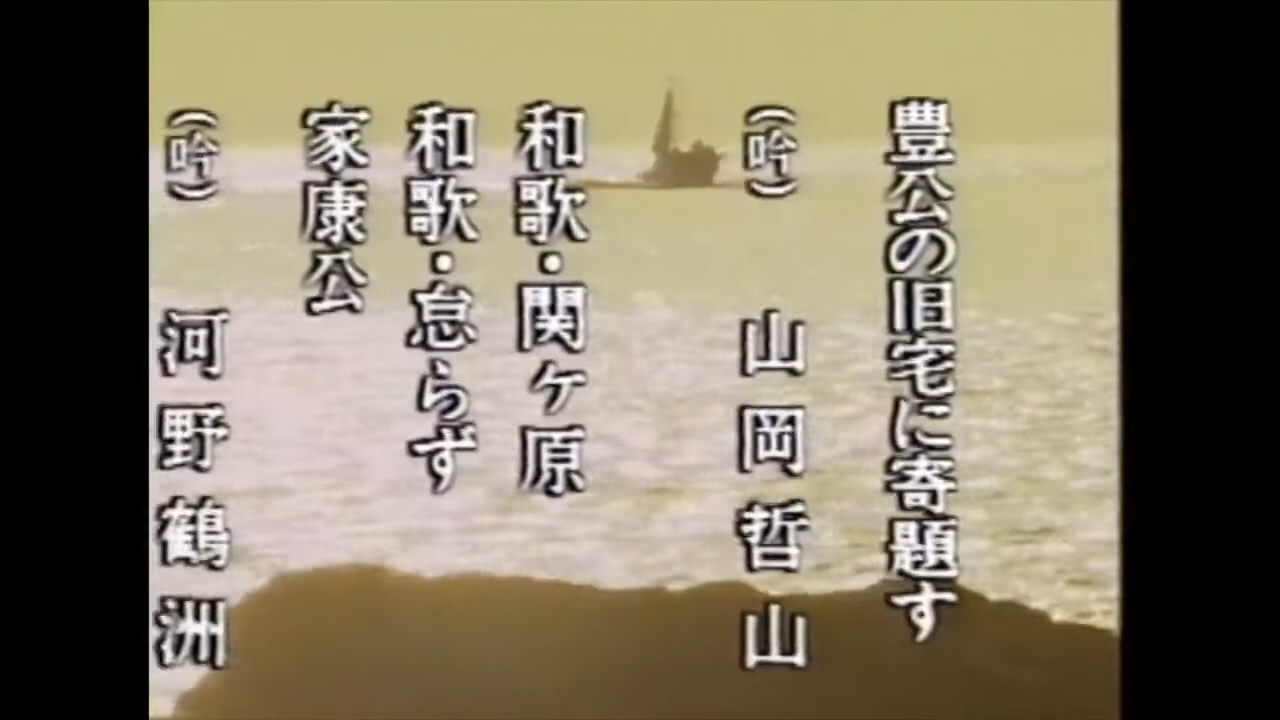 豊公の旧宅に寄題す
（吟） 山岡哲山
和歌・関ケ原
和歌・怠らず
家康公
（吟） 河野鶴洲